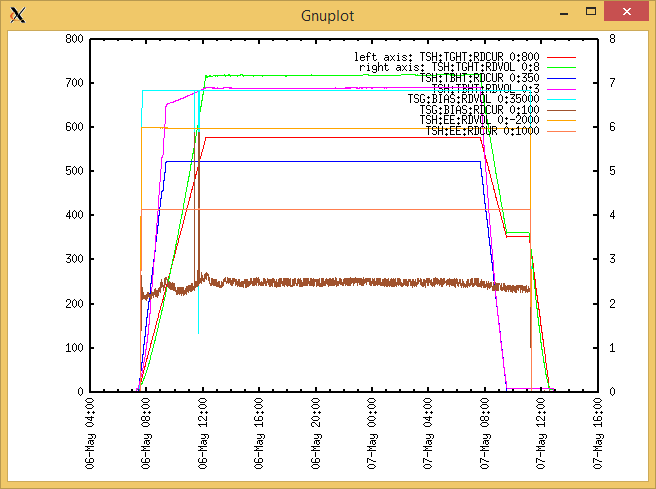 Gnuplot
left axis: TSH:TGHT:RDCUR 0:800
right axis: TSH:TGHT:RDVOL 0:8
TSH:TBHT:RDCUR 0:350
TSH:TBHT:RDVOL 0:3
TSG:BIAS:RDVOL 0:35000
TSG:BIAS:RDCUR 0:100
TSH:EE:RDVOL 0:-2000
TSH:EE:RDCUR 0:1000
800
700
600
500
400
300
200
100
0
8
7
6
5
4
3
2
1
0
06-May 04:00
06-May 08:00
06-May 12:00
06-May 16:00
06-May 20:00
07-May 00:00
07-May 04:00
07-May 08:00
07-May 12:00
07-May 16:00